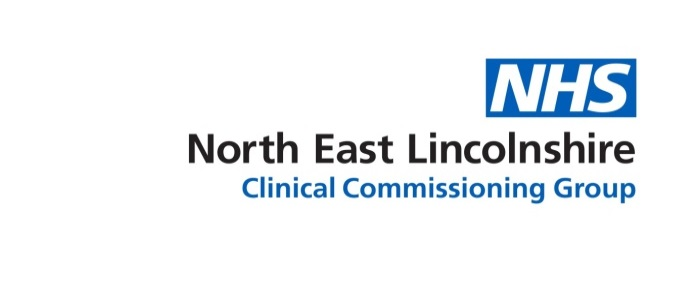 NHS
North East Lincolnshire
Clinical Commissioning Group